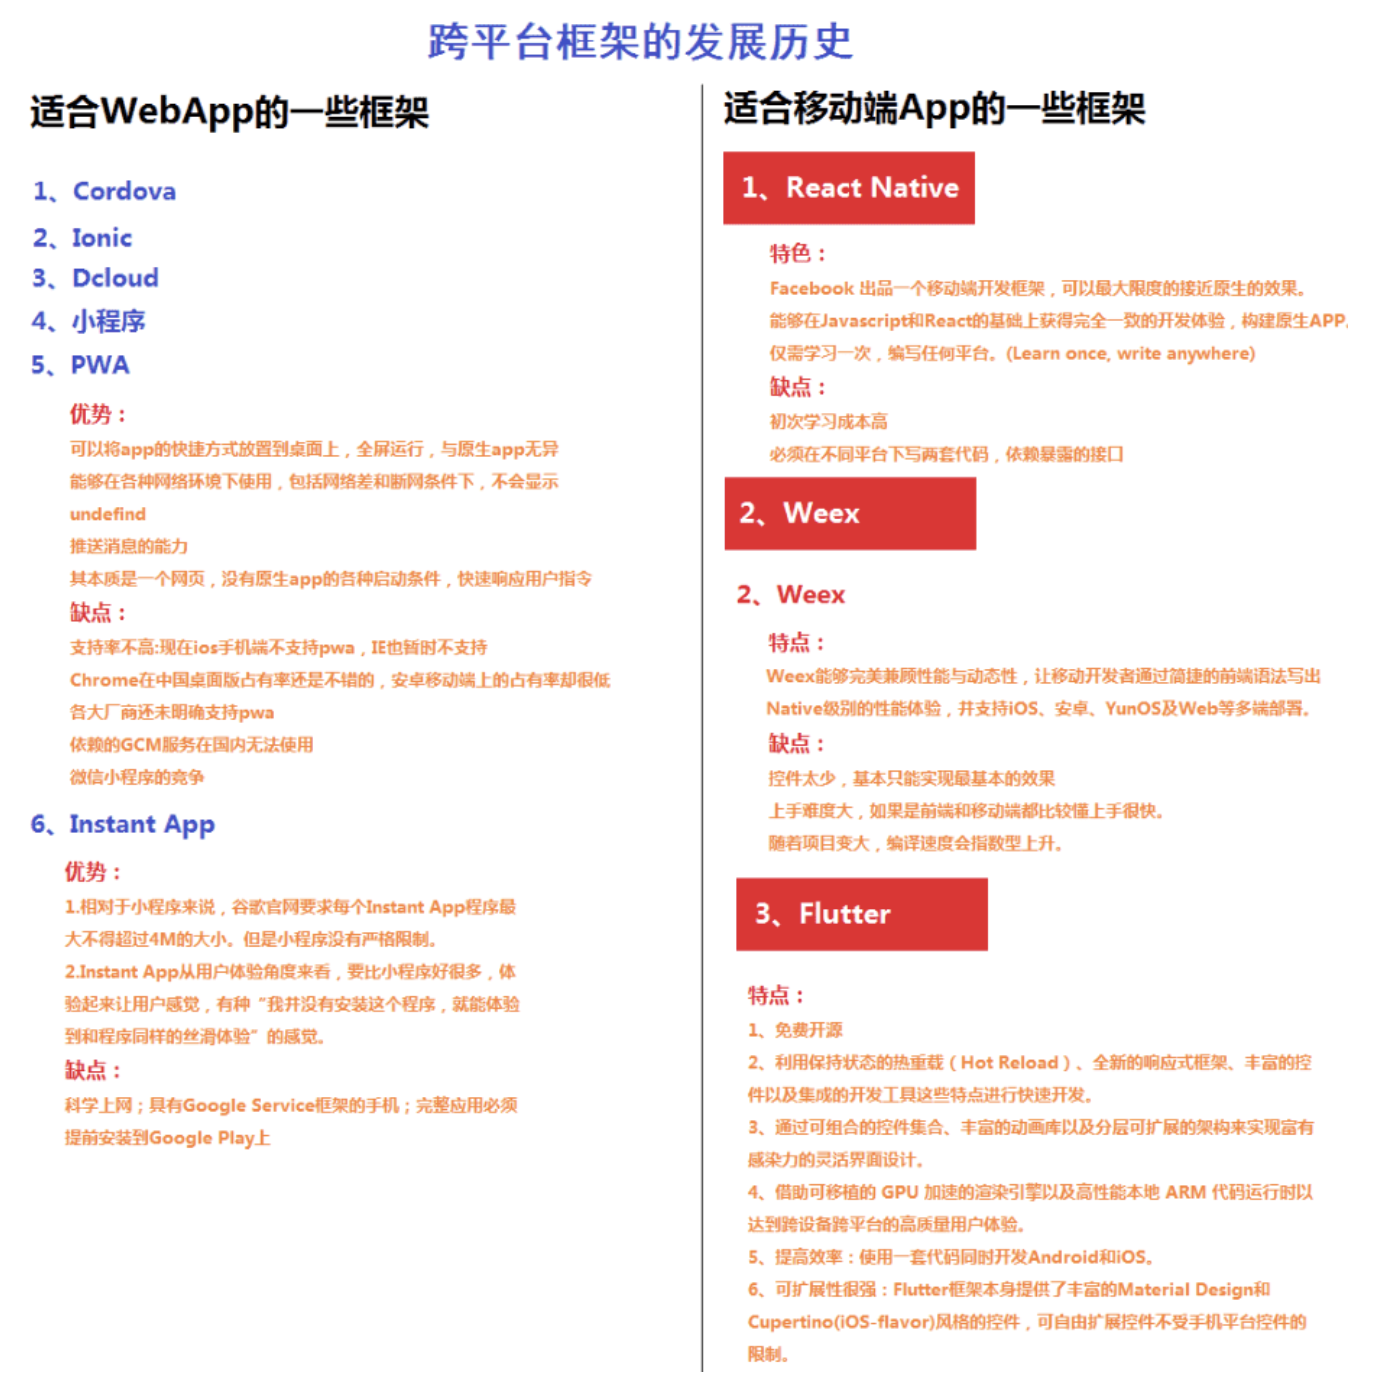 跨平台框架的发展历史
适合WebApp的一些框架
1、Cordova
2、Ionic
3、Dcloud
4、小程序
5、PWA
优势：
可以将app的快捷方式放置到桌面上，全屏运行，与原生app无异
能够在各种网络环境下使用，包括网络差和断网条件下，不会显示
undefind
推送消息的能力
其本质是一个网页，没有原生app的各种启动条件，快速响应用户指令
缺点：
支持率不高:现在ios手机端不支持pwa，IE也暂时不支持
Chrome在中国桌面版占有率还是不错的，安卓移动端上的占有率却很低
各大厂商还未明确支持pwa
依赖的GCM服务在国内无法使用
微信小程序的竞争
6、Instant App
优势：
1.相对于小程序来说，谷歌官网要求每个Instant App程序最
大不得超过4M的大小。但是小程序没有严格限制。
2.Instant App从用户体验角度来看，要比小程序好很多，体
验起来让用户感觉，有种“我并没有安装这个程序，就能体验
到和程序同样的丝滑体验”的感觉。
缺点：
科学上网；具有Google Service框架的手机；完整应用必须
提前安装到Google Play上
适合移动端App的一些框架
1、React Native
特色：
Facebook 出品一个移动端开发框架，可以最大限度的接近原生的效果。
能够在Javascript和React的基础上获得完全一致的开发体验，构建原生APP.
仅需学习一次，编写任何平台。(Learn once, write anywhere)
缺点：
初次学习成本高
必须在不同平台下写两套代码，依赖暴露的接口
2、Weex
2、Weex
特点：
Weex能够完美兼顾性能与动态性，让移动开发者通过简捷的前端语法写出
Native级别的性能体验，并支持iOS、安卓、YunOS及Web等多端部署。
缺点：
控件太少，基本只能实现最基本的效果
上手难度大，如果是前端和移动端都比较懂上手很快。
随着项目变大，编译速度会指数型上升。
3、Flutter
特点：
1、免费开源
2、利用保持状态的热重载（Hot Reload）、全新的响应式框架、丰富的控
件以及集成的开发工具这些特点进行快速开发。
3、通过可组合的控件集合、丰富的动画库以及分层可扩展的架构来实现富有
感染力的灵活界面设计。
4、借助可移植的 GPU 加速的渲染引擎以及高性能本地 ARM 代码运行时以
达到跨设备跨平台的高质量用户体验。
5、提高效率：使用一套代码同时开发Android和iOS。
6、可扩展性很强：Flutter框架本身提供了丰富的Material Design和
Cupertino(iOS-flavor)风格的控件，可自由扩展控件不受手机平台控件的
限制。